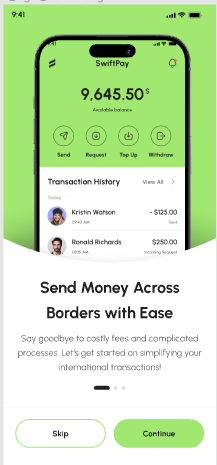 9:41
9:41
SwiftPay
9,645.50$
Available balance
Send Request Top Up Withdraw
Transaction History View All
Today
Kristin Watson - $125.00
09:40 AM Sent
Ronald Richards $250.00
08:15 AM Incoming Request
Send Money Across
Borders with Ease
Say goodbye to costly fees and complicated
processes. Let's get started on simplifying your
international transactions!
Skip Continue